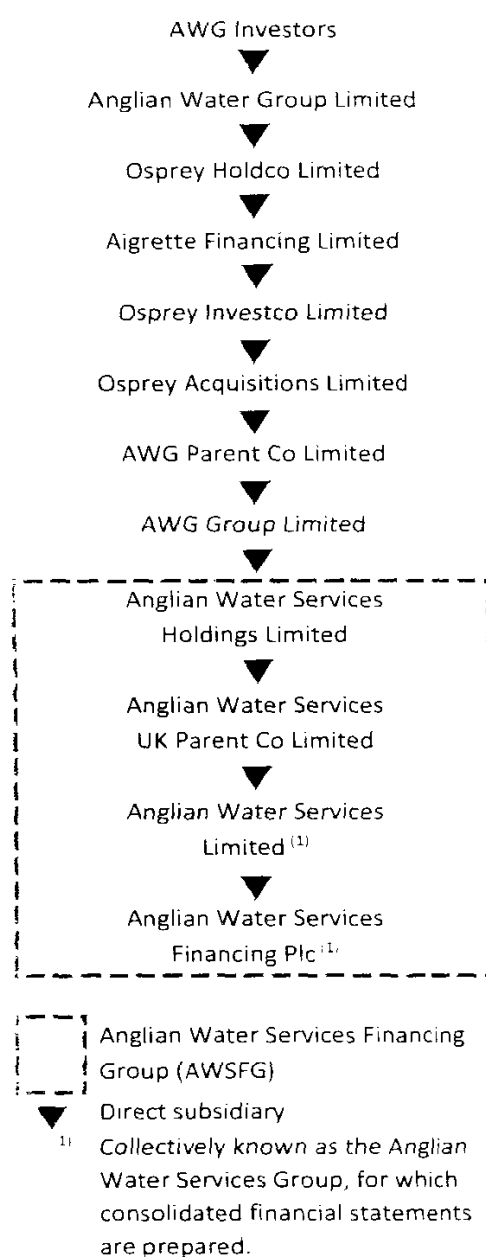 AWG Investors
Anglian Water Group Limited
Osprey Holdco Limited
Aigrette Financing Limited
Osprey Investco Limited
Osprey Acquisitions Limited
AWG Parent Co Limited
AWG Group Limited
Anglian Water Services
Holdings Limited
Anglian Water Services
UK Parent Co Limited
Anglian Water Services
Limited (1)
Anglian Water Services
Financing Plc (1)
Anglian Water Services Financing
Group (AWSFG)
Direct subsidiary
1) Collectively known as the Anglian
Water Services Group, for which
consolidated financial statements
are prepared.